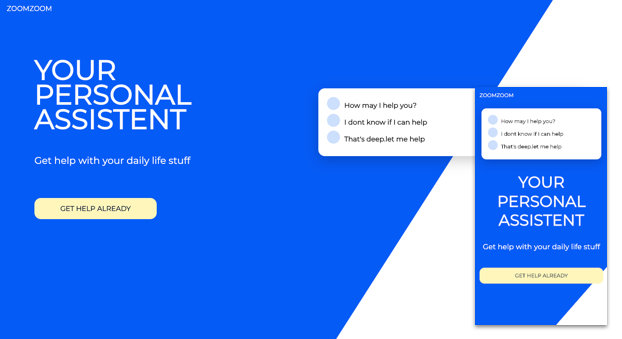 ZOOMZOOM
YOUR
PERSONAL
ASSISTENT
Get help with your daily life stuff
GET HELP ALREADY
How may I help you?
I dont know if I can help
That's deep.let me help
ZOOMZOOM
How may I help you?
I dont know if I can help
That's deep.let me help
YOUR
PERSONAL
ASSISTENT
Get help with your daily life stuff
GET HELP ALREADY